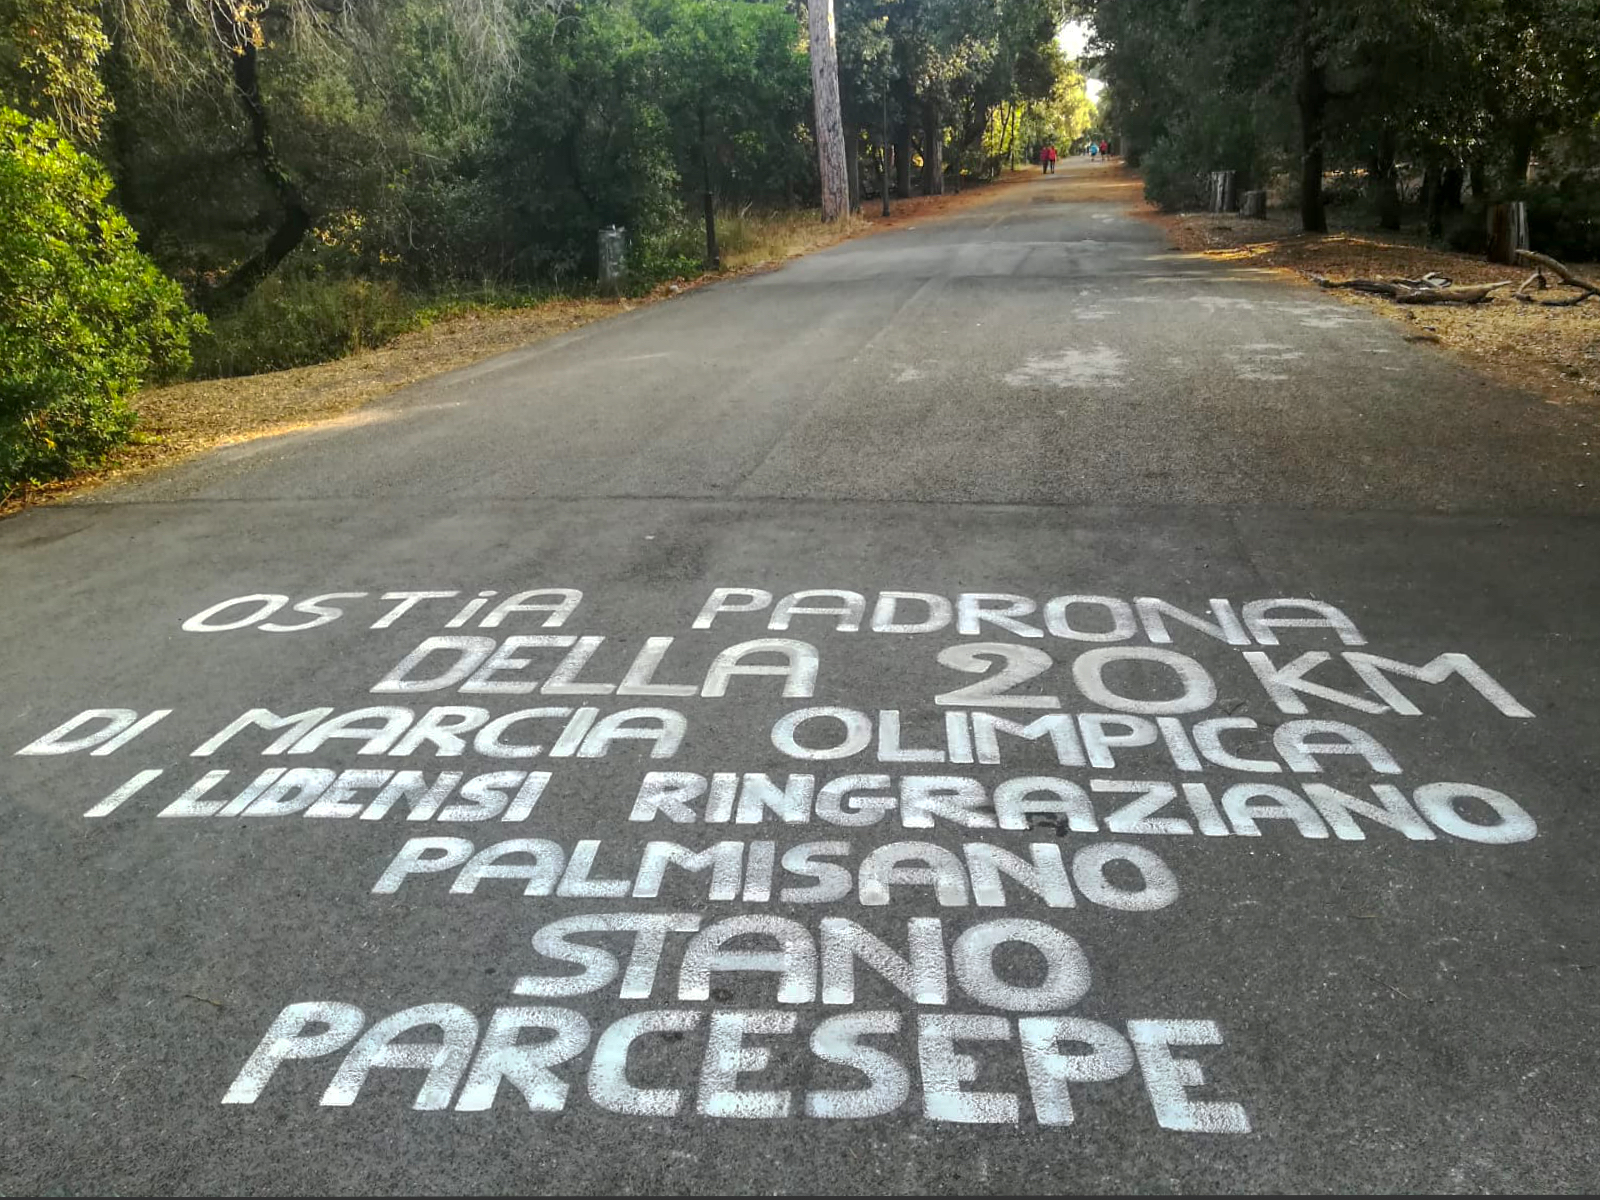 OSTiA PADRONA
DELLA 20 KM
DI MARCIA OLIMPICA
I LIDENSI RINGRAZIANO
PALMISANO
STANO
PARCESEPE